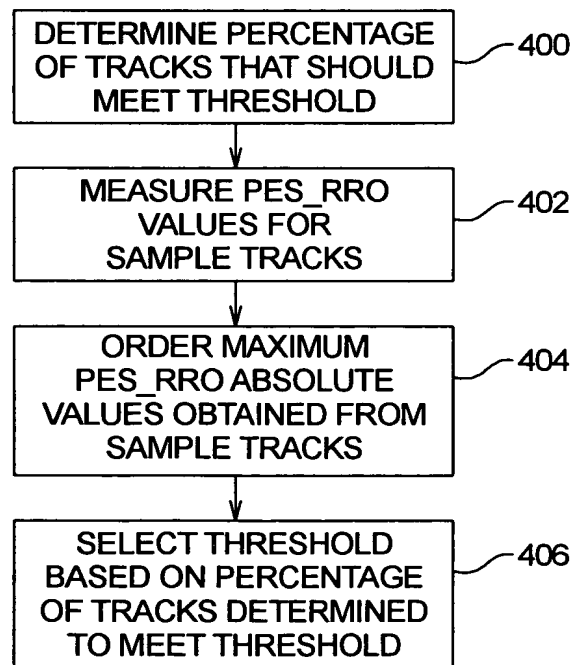 DETERMINE PERCENTAGE
OF TRACKS THAT SHOULD
MEET THRESHOLD
400
MEASURE PES_RRO
VALUES FOR
SAMPLE TRACKS
402
ORDER MAXIMUM
PES_RRO ABSOLUTE
VALUES OBTAINED FROM
SAMPLE TRACKS
404
SELECT THRESHOLD
BASED ON PERCENTAGE
OF TRACKS DETERMINED
TO MEET THRESHOLD
406